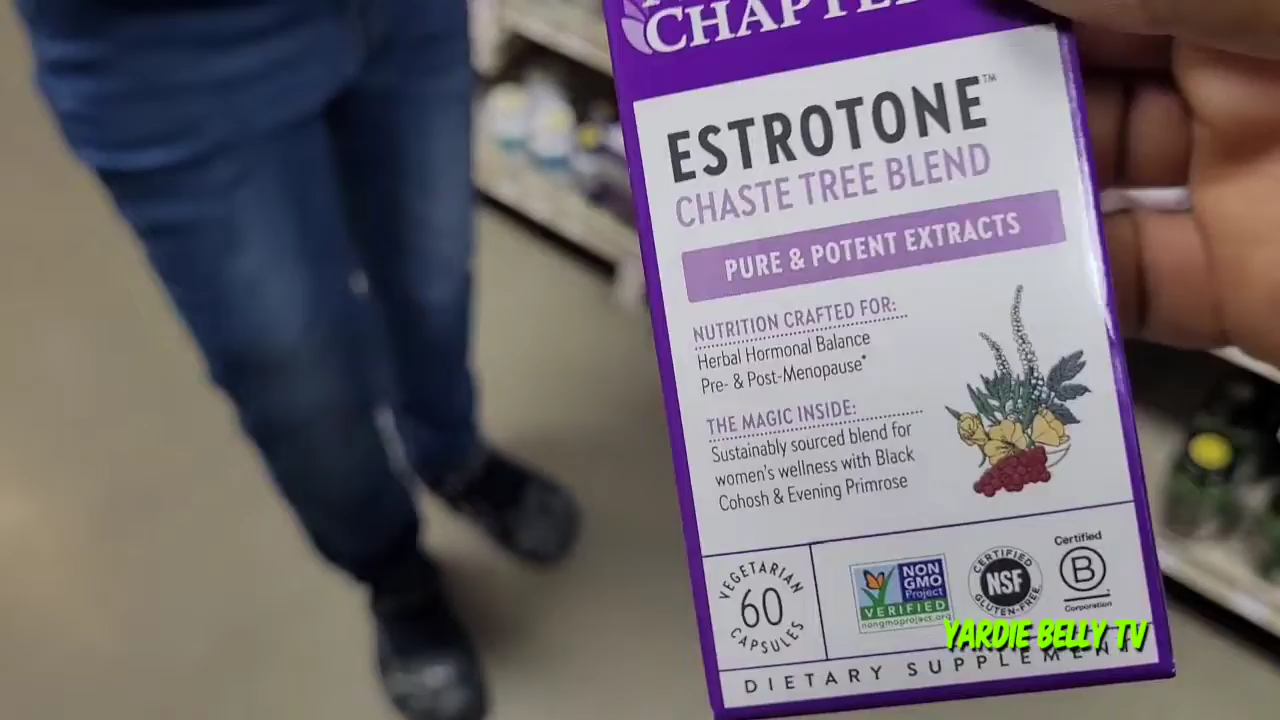 CHAPTER
ESTROTONE™
CHASTE TREE BLEND
PURE & POTENT EXTRACTS
NUTRITION CRAFTED FOR:
Herbal Hormonal Balance
Pre- & Post-Menopause*
THE MAGIC INSIDE:
Sustainably sourced blend for
women's wellness with Black
Cohosh & Evening Primrose
VEGETARIAN
60
CAPSULES
NON
GMO
Project
VERIFIED
nongmoproject.org
CERTIFIED
NSF
GLUTEN-FREE
Certified
B
Corporation
YARDIE BELLY TV
DIETARY SUPPLEMENT